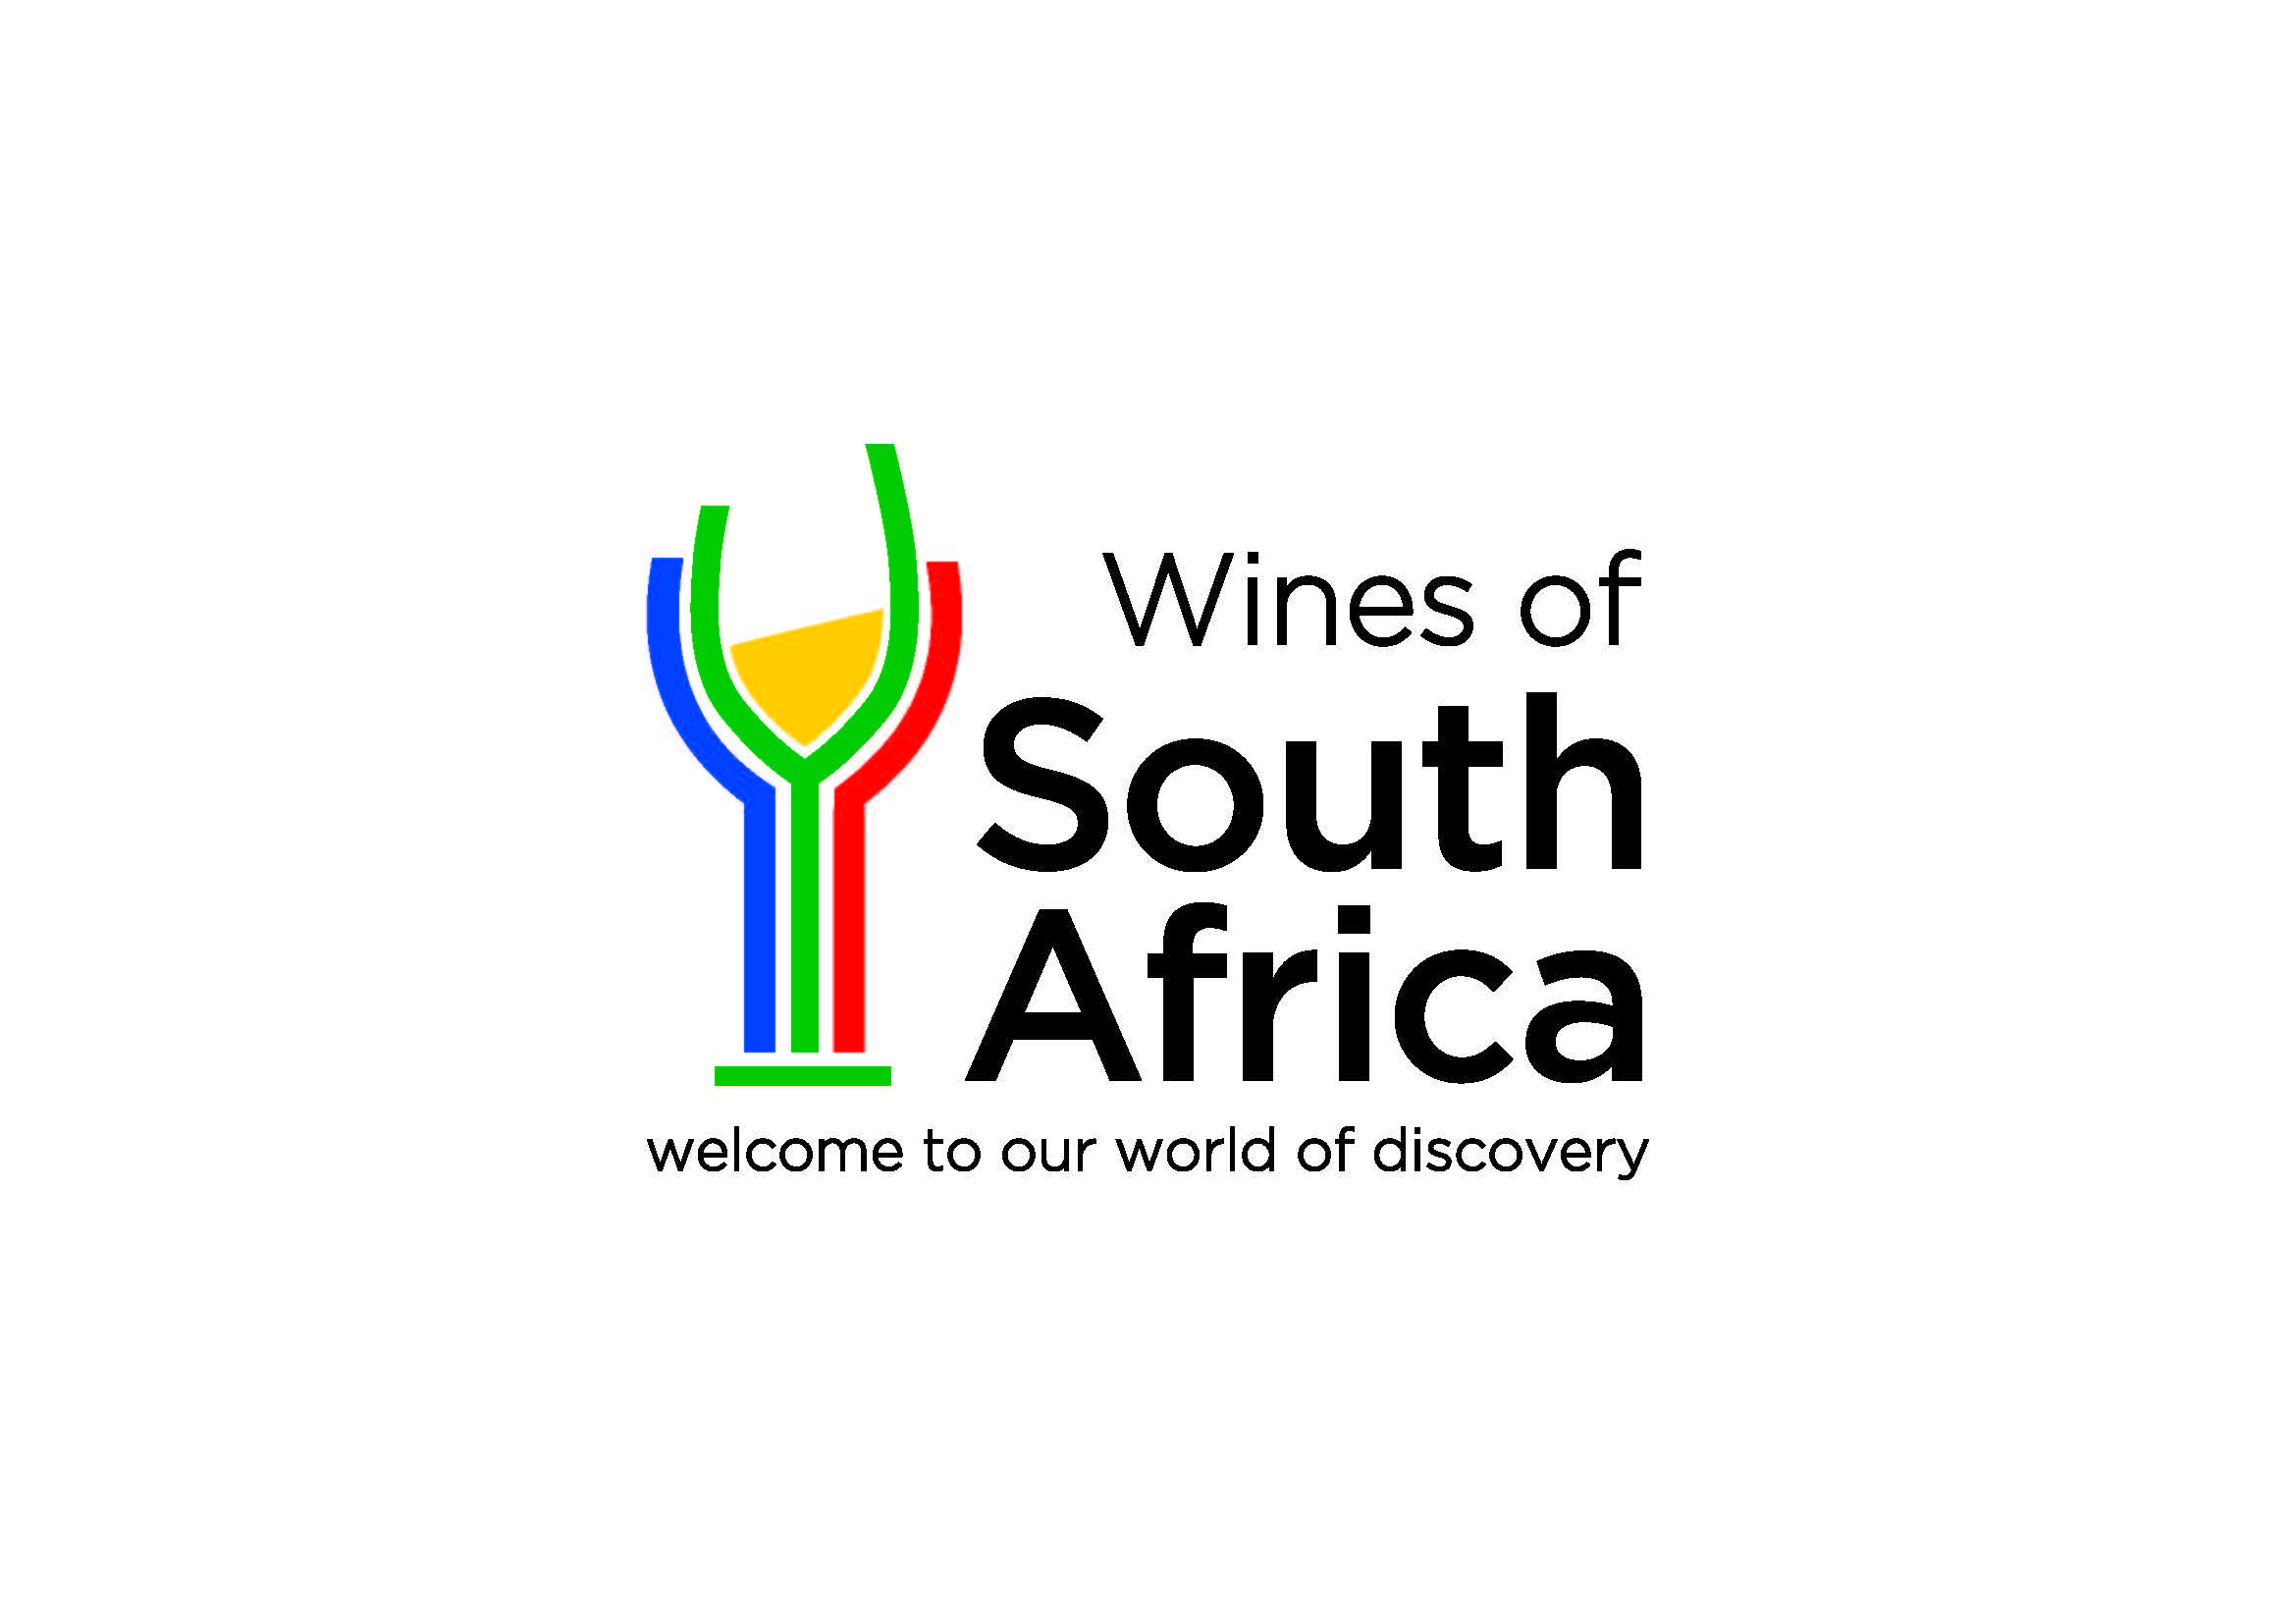 Wines of
South
Africa
welcome to our world of discovery